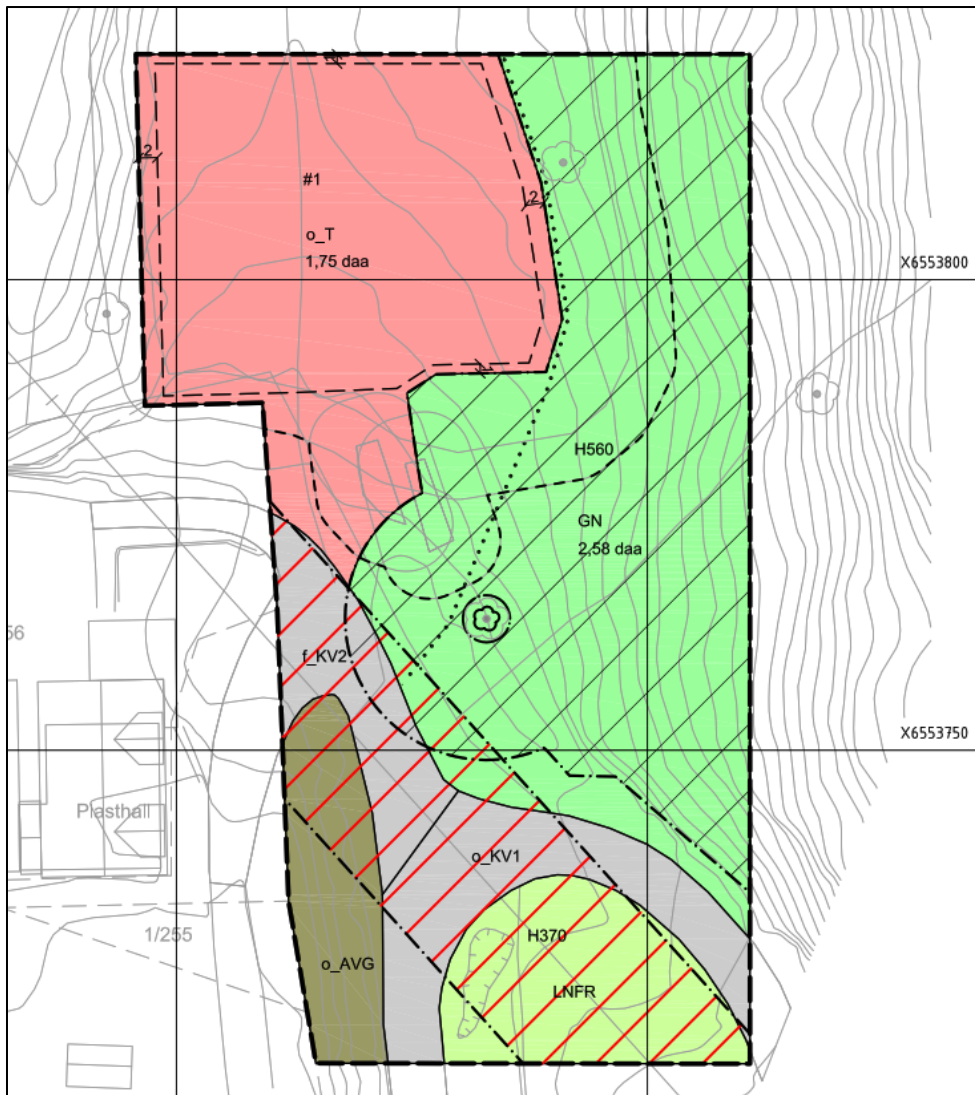 2
#1
2
o_T
1,75 daa
X6553800
H560
GN
2,58 daa
56
f_KV2
X6553750
Plasthall
o_KV1
1/255
H370
o_AVG
LNFR